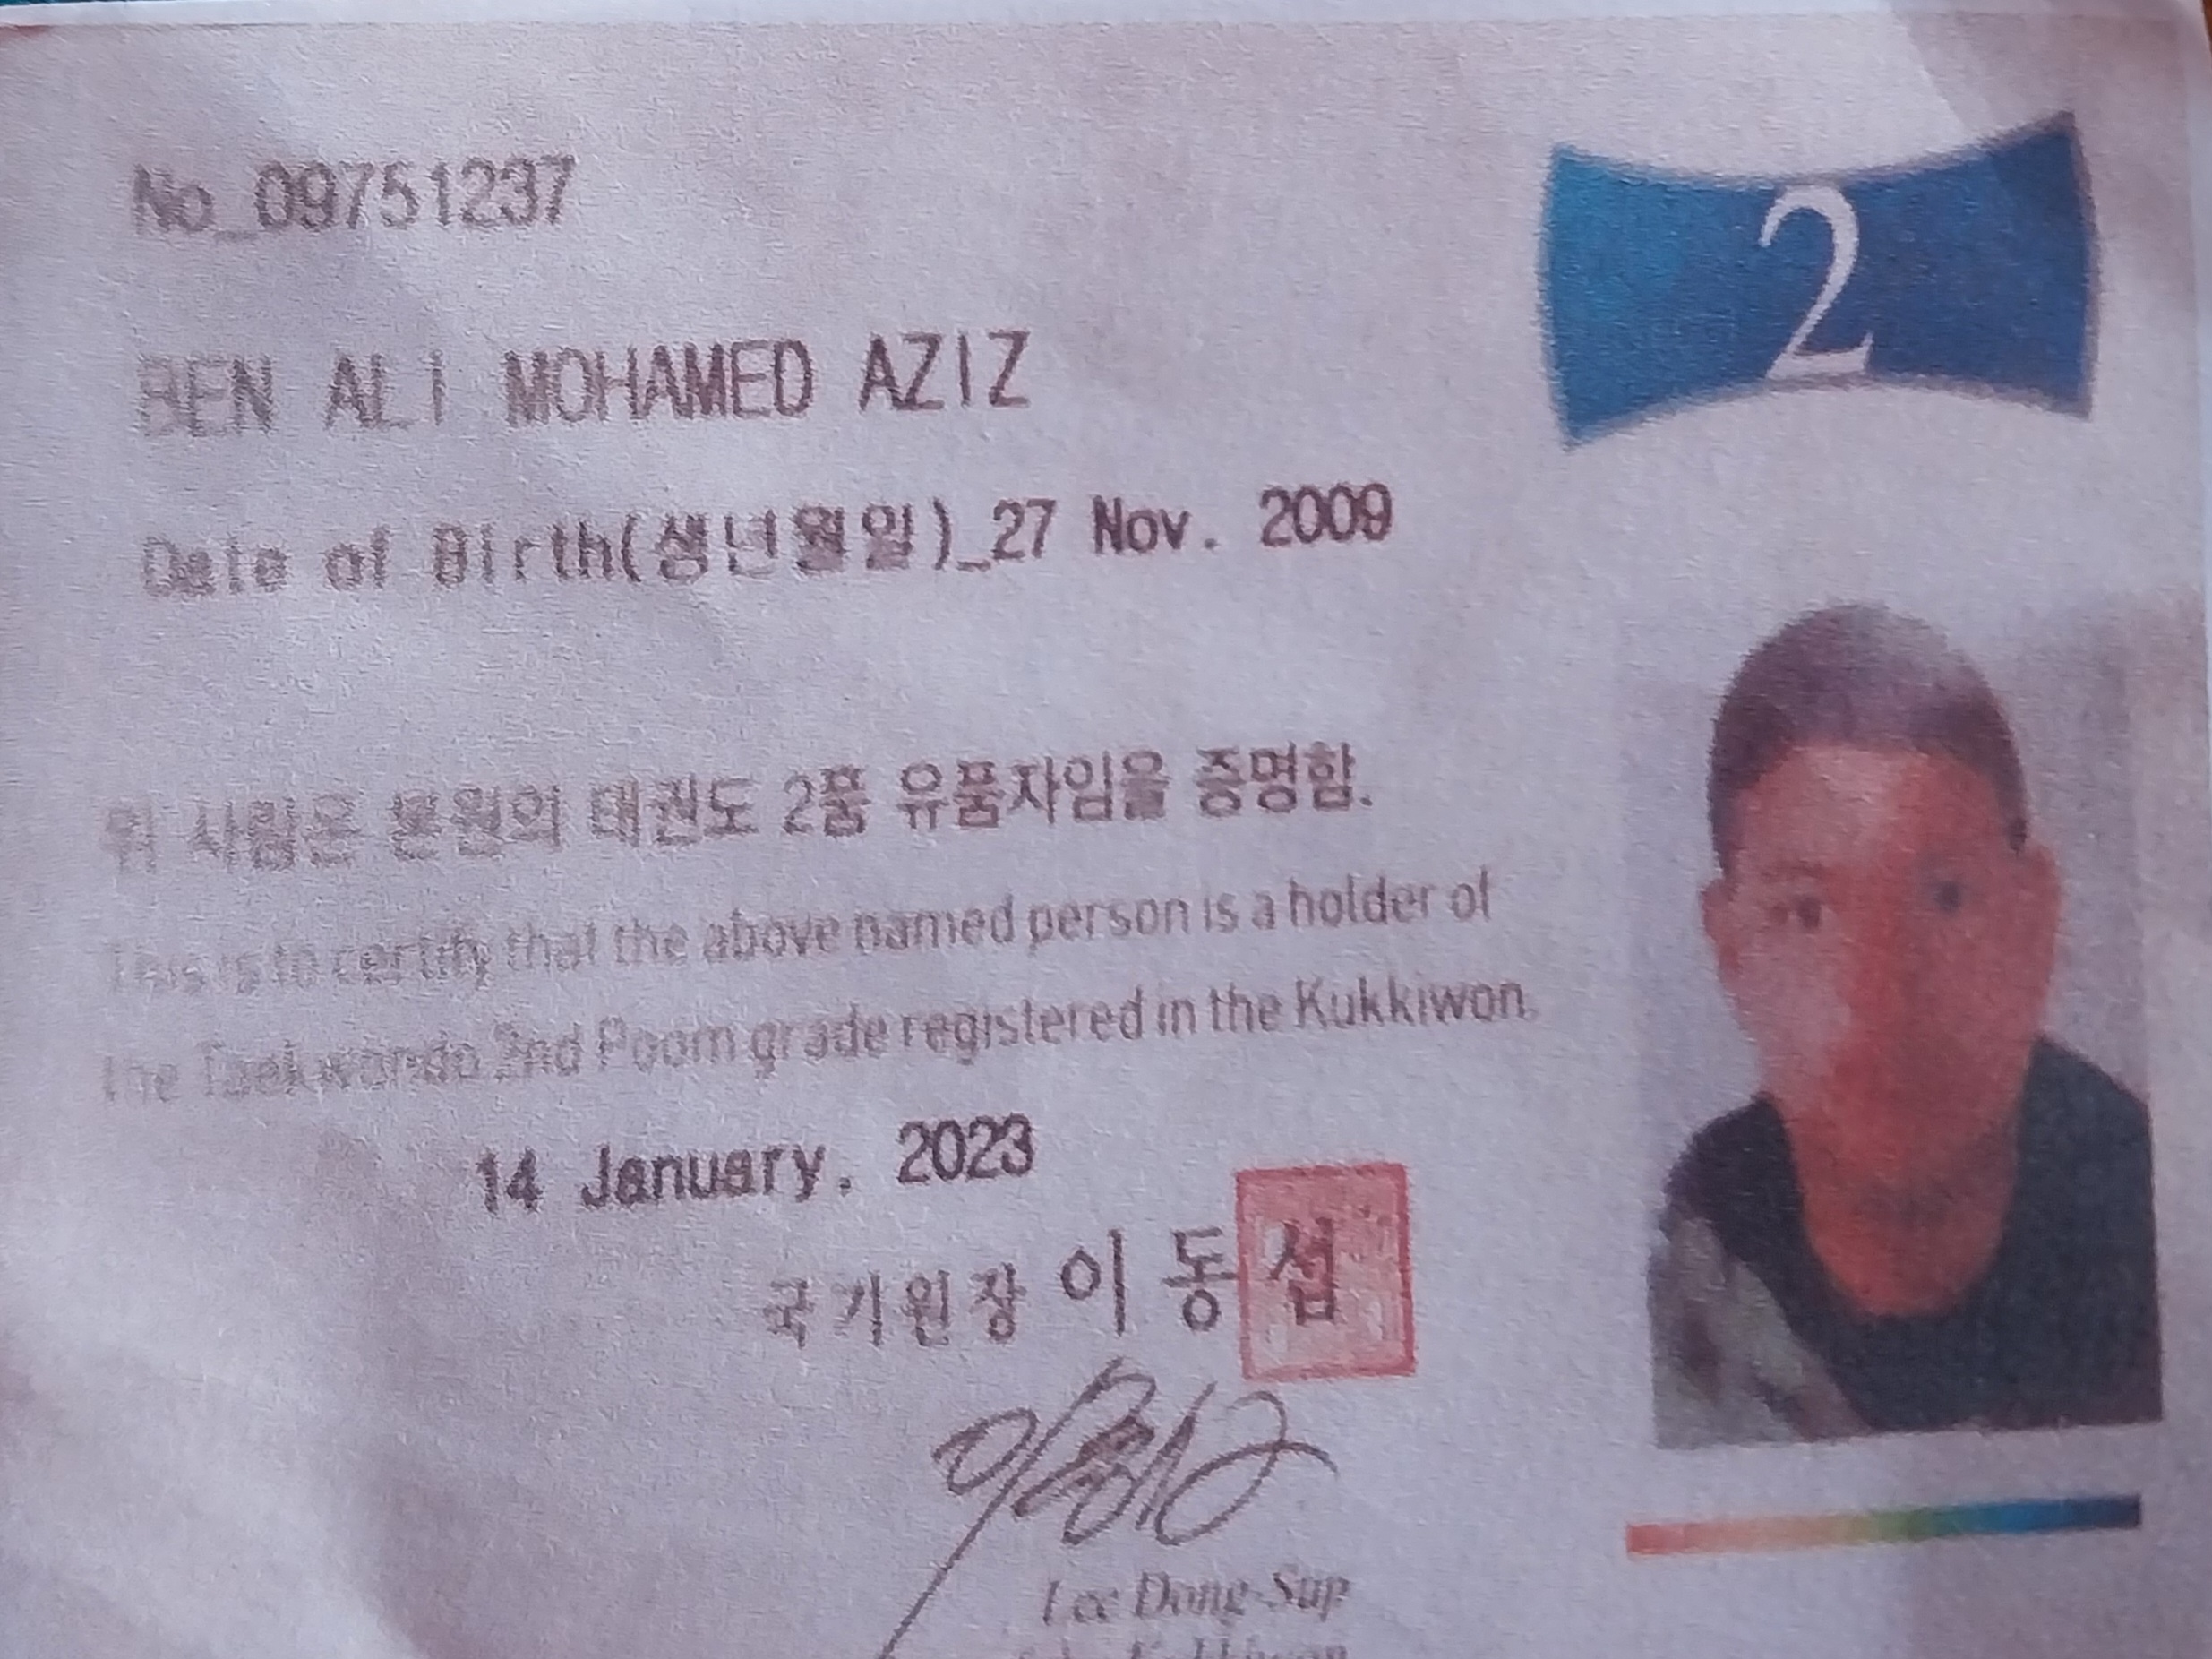 No_09751237
2
BEN ALI MOHAMED AZIZ
Date of Birth(생년월일)_27 Nov. 2009
위 사람은 본원의 태권도 2품 유품자임을 증명함.
This is to certify that the above named person is a holder of
the Taekwondo 2nd Poom grade registered in the Kukkiwon.
14 January, 2023
국기원장 이동섭
Lee Dong-Sup